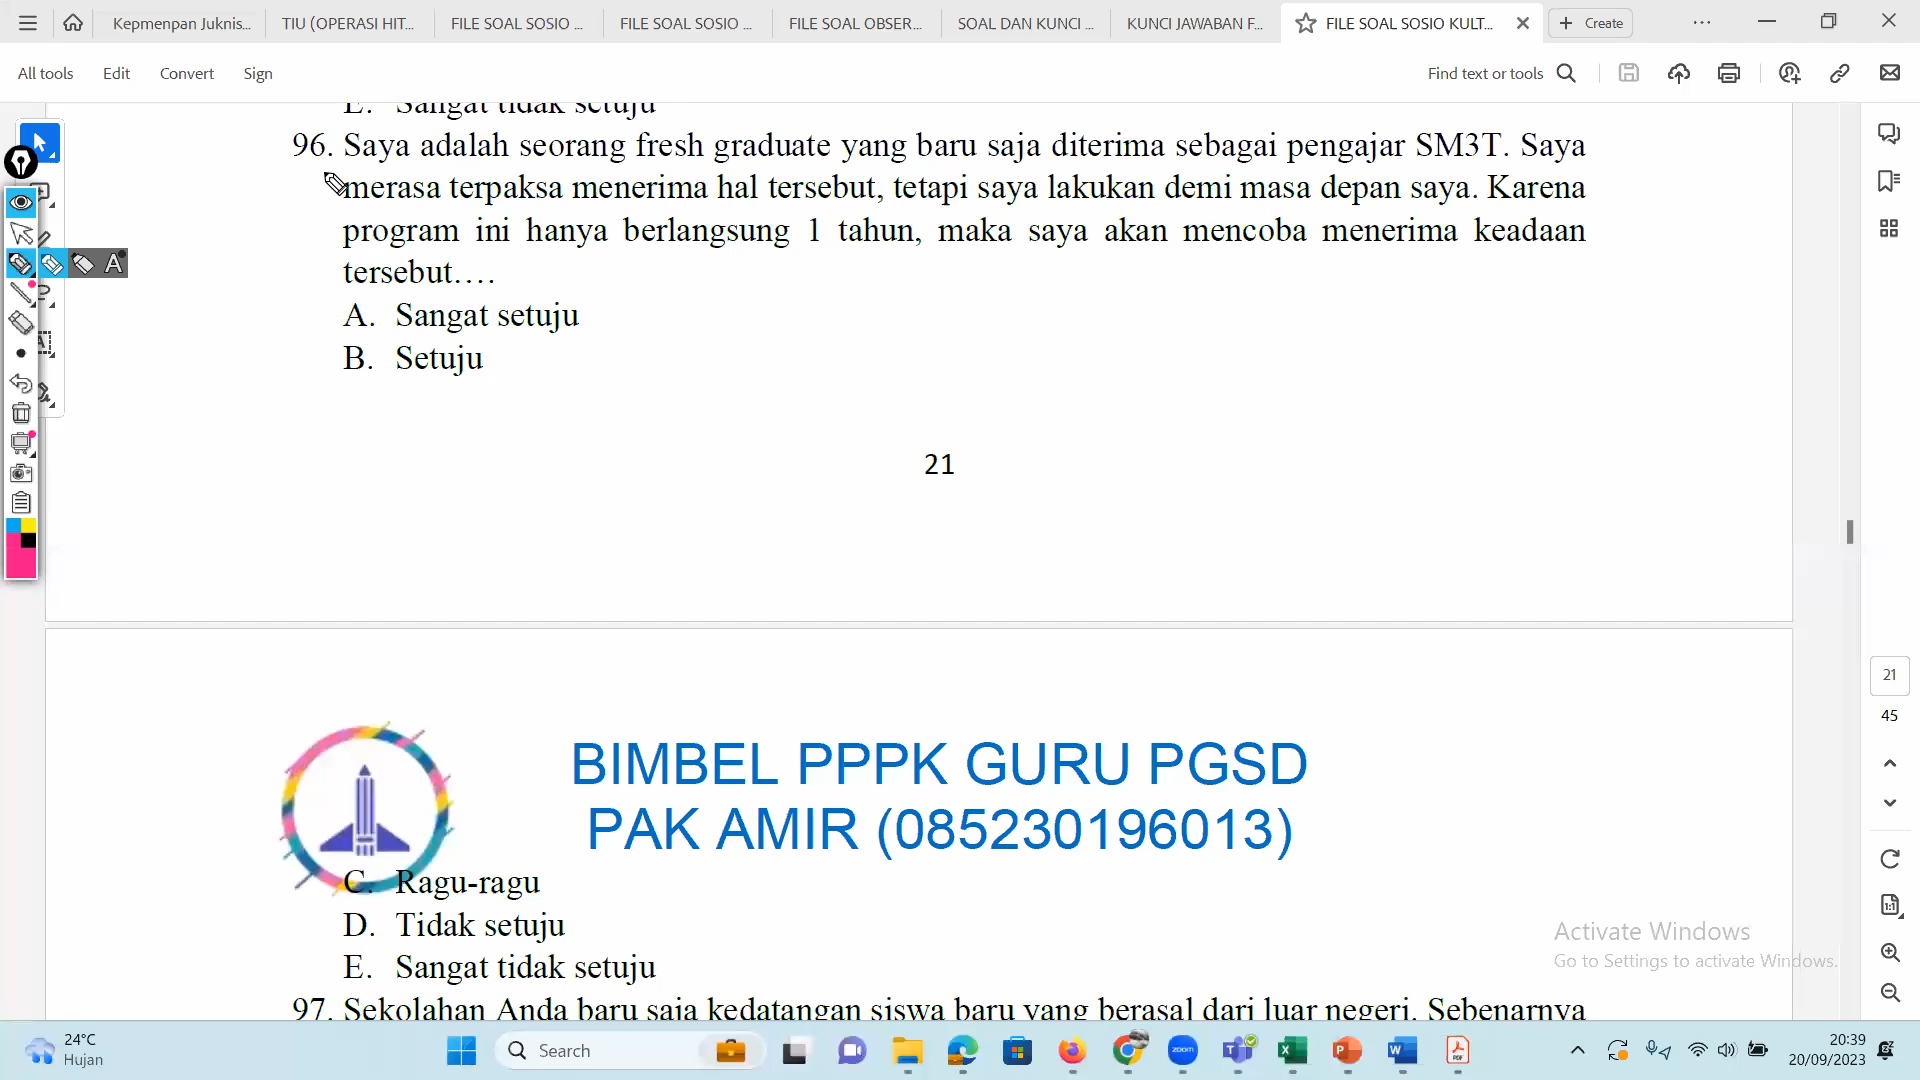 Kepmenpan Juknis...
TIU (OPERASI HIT...
FILE SOAL SOSIO ...
FILE SOAL SOSIO ...
FILE SOAL OBSER...
SOAL DAN KUNCI ...
KUNCI JAWABAN F...
FILE SOAL SOSIO KULT...
Create
All tools
Edit
Convert
Sign
Find text or tools
E. Sangat tidak setuju
96. Saya adalah seorang fresh graduate yang baru saja diterima sebagai pengajar SM3T. Saya
merasa terpaksa menerima hal tersebut, tetapi saya lakukan demi masa depan saya. Karena
program ini hanya berlangsung 1 tahun, maka saya akan mencoba menerima keadaan
tersebut....
A. Sangat setuju
B. Setuju
21
BIMBEL PPPK GURU PGSD
PAK AMIR (085230196013)
C. Ragu-ragu
D. Tidak setuju
E. Sangat tidak setuju
97. Sekolahan Anda baru saja kedatangan siswa baru yang berasal dari luar negeri. Sebenarnya
21
45
Activate Windows
Go to Settings to activate Windows.
24°C
Hujan
Search
zoom
20:39
20/09/2023